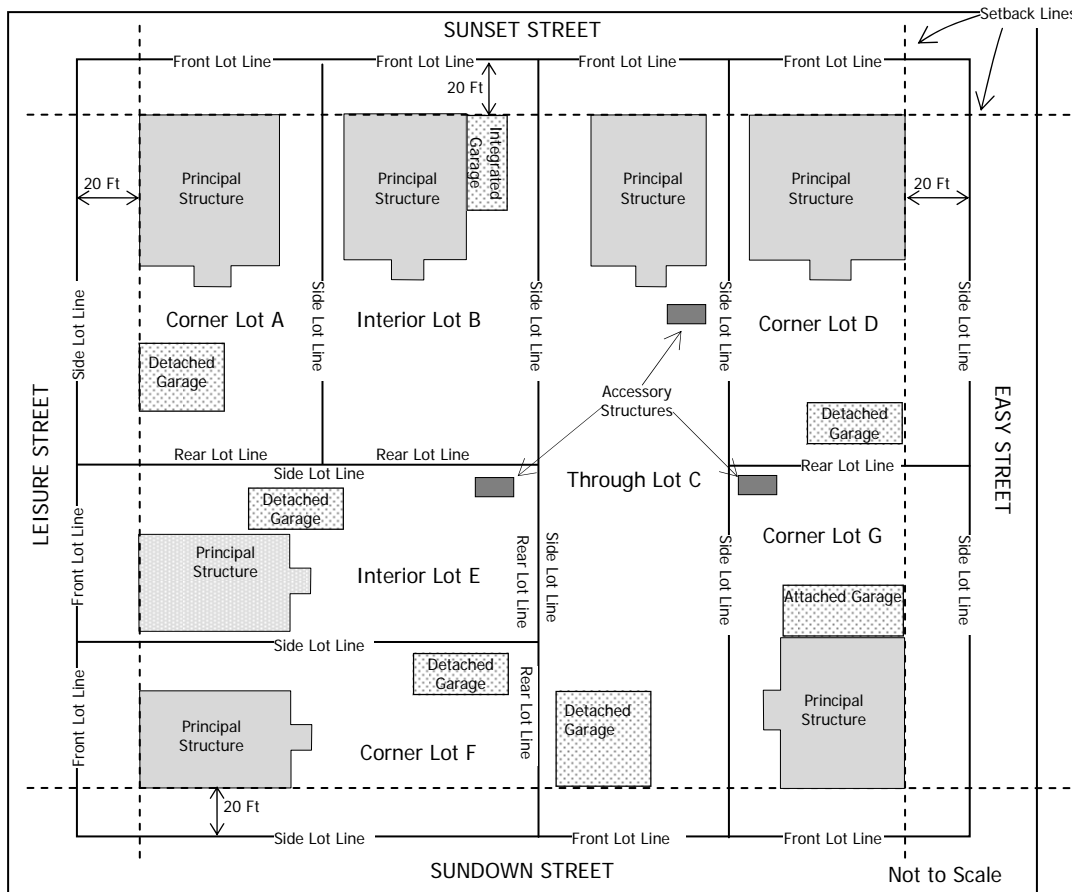 Setback Lines
SUNSET STREET
Front Lot Line
Front Lot Line
Front Lot Line
Front Lot Line
20 Ft
Principal
Structure
20 Ft
Principal
Structure
Integrated
Garage
Principal
Structure
Principal
Structure
20 Ft
Side Lot Line
Side Lot Line
Side Lot Line
Side Lot Line
Side Lot Line
Corner Lot A
Interior Lot B
Corner Lot D
Detached
Garage
Accessory
Structures
Detached
Garage
LEISURE STREET
EASY STREET
Rear Lot Line
Rear Lot Line
Rear Lot Line
Side Lot Line
Through Lot C
Detached
Garage
Front Lot Line
Principal
Structure
Interior Lot E
Rear Lot Line
Side Lot Line
Side Lot Line
Corner Lot G
Side Lot Line
Attached Garage
Side Lot Line
Front Lot Line
Detached
Garage
Rear Lot Line
Principal
Structure
Corner Lot F
Detached
Garage
Principal
Structure
20 Ft
Side Lot Line
Front Lot Line
Front Lot Line
SUNDOWN STREET
Not to Scale